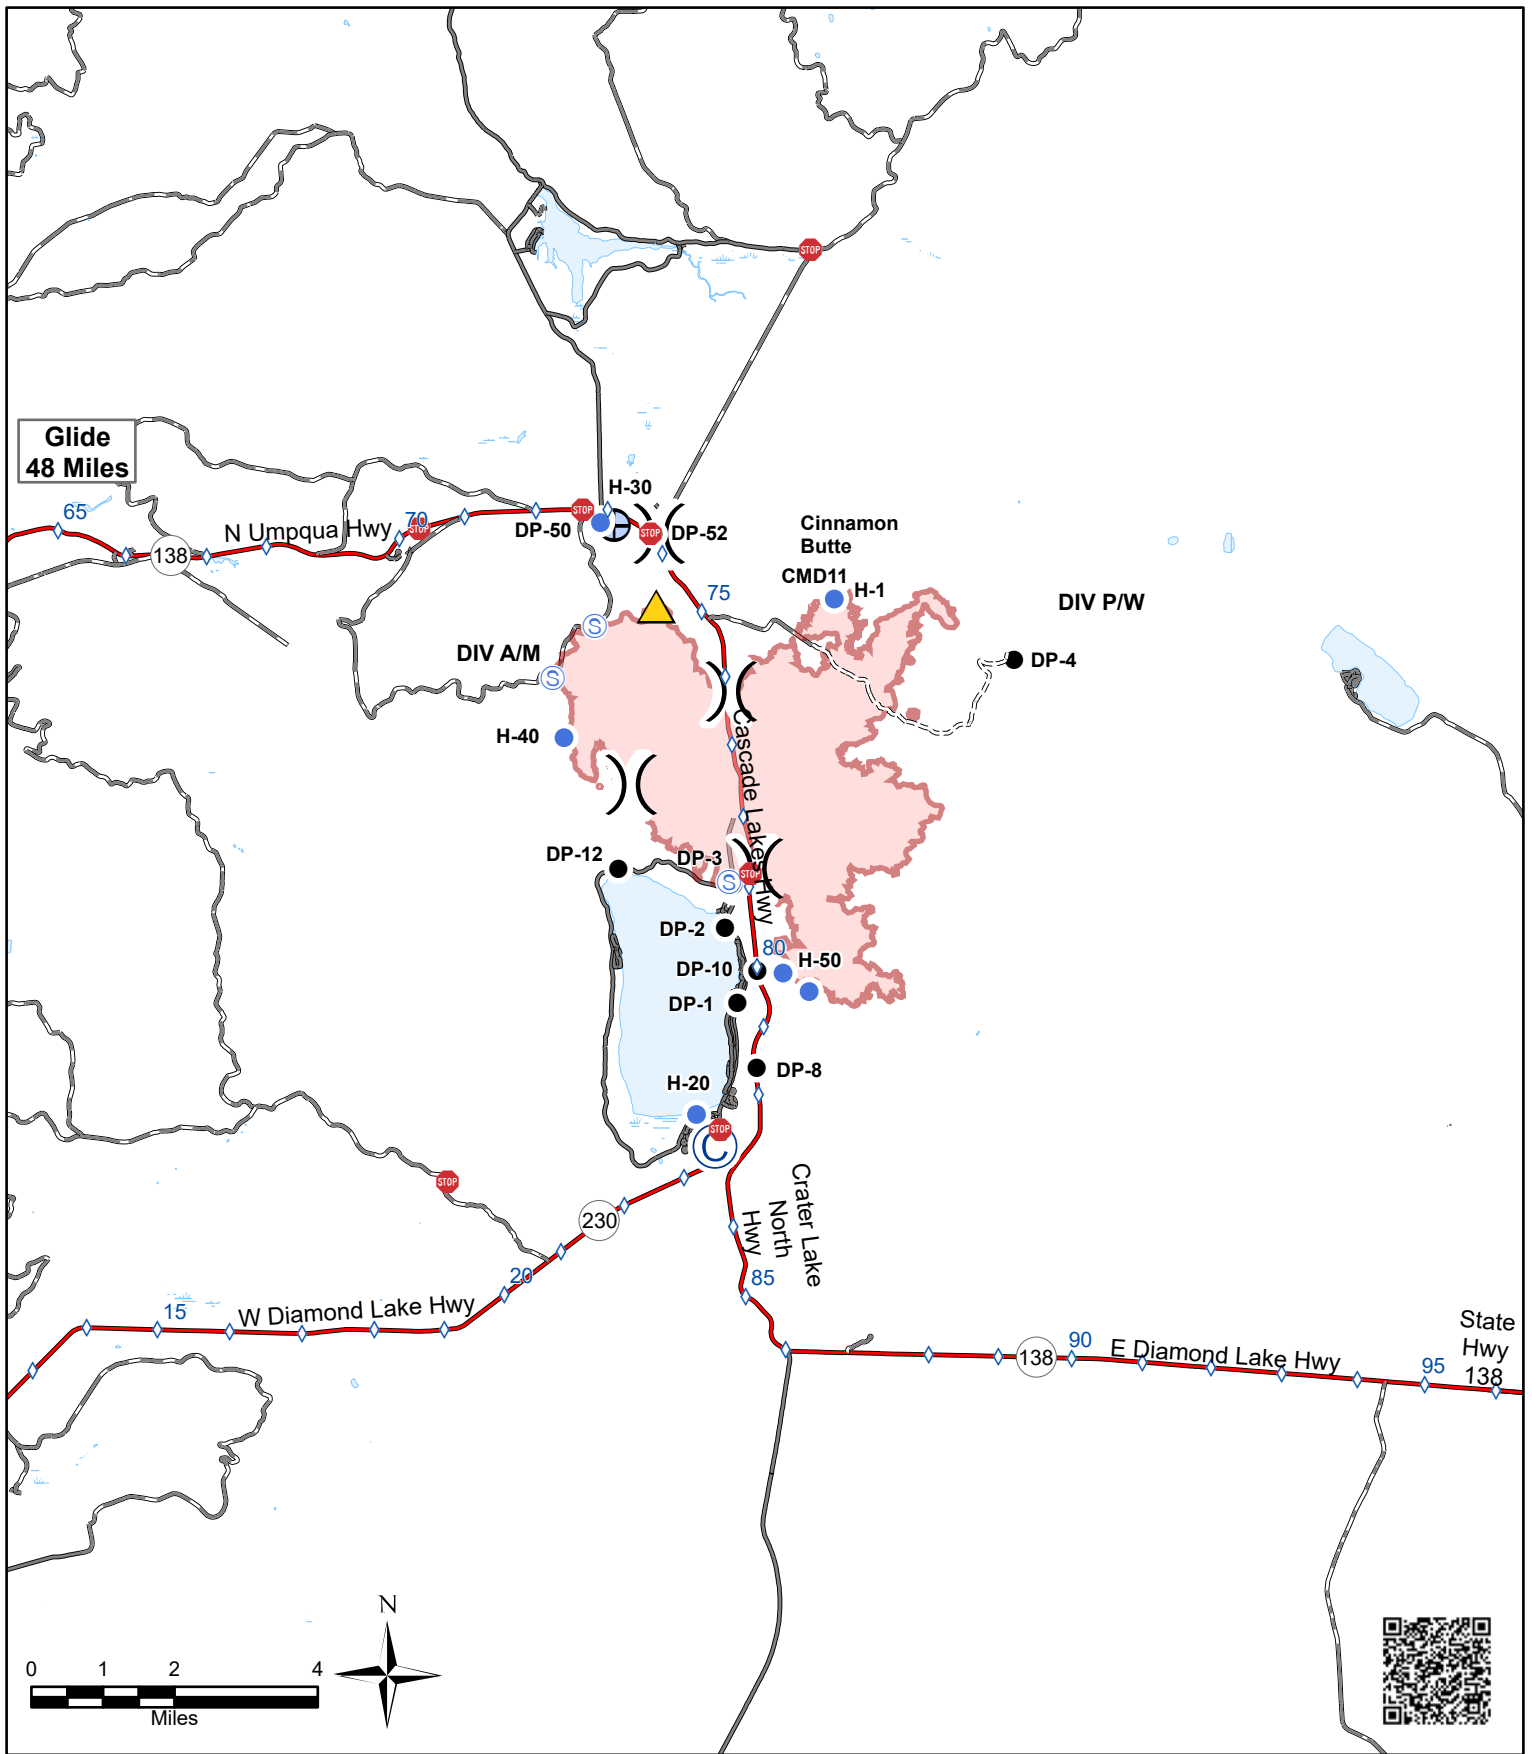 STOP
Glide
48 Miles
65
N Umpqua Hwy
70
STOP
138
STOP
H-30
DP-50
STOP
DP-52
Cinnamon
Butte
CMD11
H-1
75
DIV P/W
DIV A/M
S
S
DP-4
H-40
Cascade Lakes Hwy
DP-12
DP-3
STOP
S
DP-2
80
H-50
DP-10
DP-1
DP-8
H-20
STOP
C
STOP
230
Crater Lake
North
Hwy
20
85
15
W Diamond Lake Hwy
138
90
E Diamond Lake Hwy
95
State
Hwy
138
N
0 1 2 4
Miles